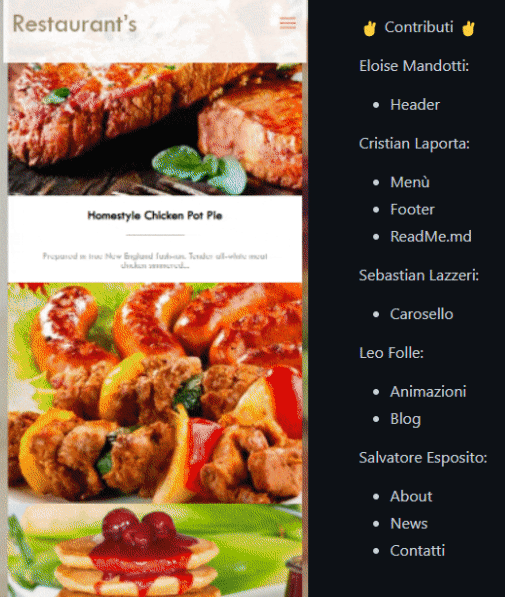 Restaurant's
Homestyle Chicken Pot Pie
Prepared in true New England fashion. Tender all-white meat
chicken simmered...
✌ Contributi ✌
Eloise Mandotti:
• Header
Cristian Laporta:
• Menù
• Footer
• ReadMe.md
Sebastian Lazzeri:
• Carosello
Leo Folle:
• Animazioni
• Blog
Salvatore Esposito:
• About
• News
• Contatti